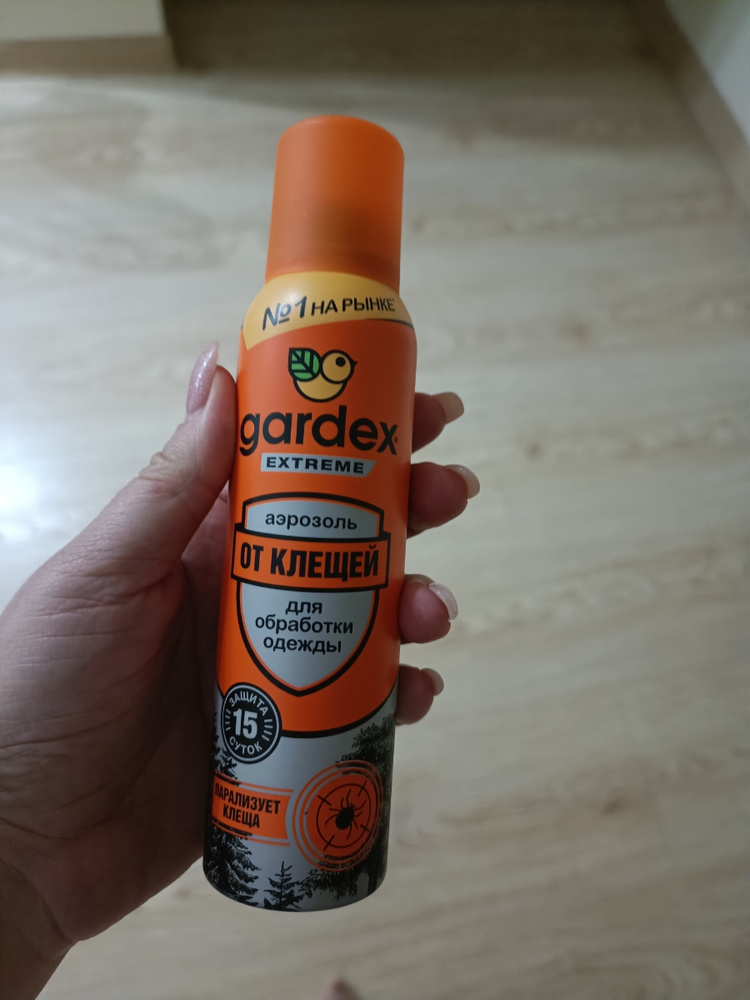 №1 НА РЫНКЕ
gardex
EXTREME
аэрозоль
ОТ КЛЕЩЕЙ
для
обработки
одежды
ЗАЩИТА
15
СУТОК
ПАРАЛИЗУЕТ
КЛЕЩА